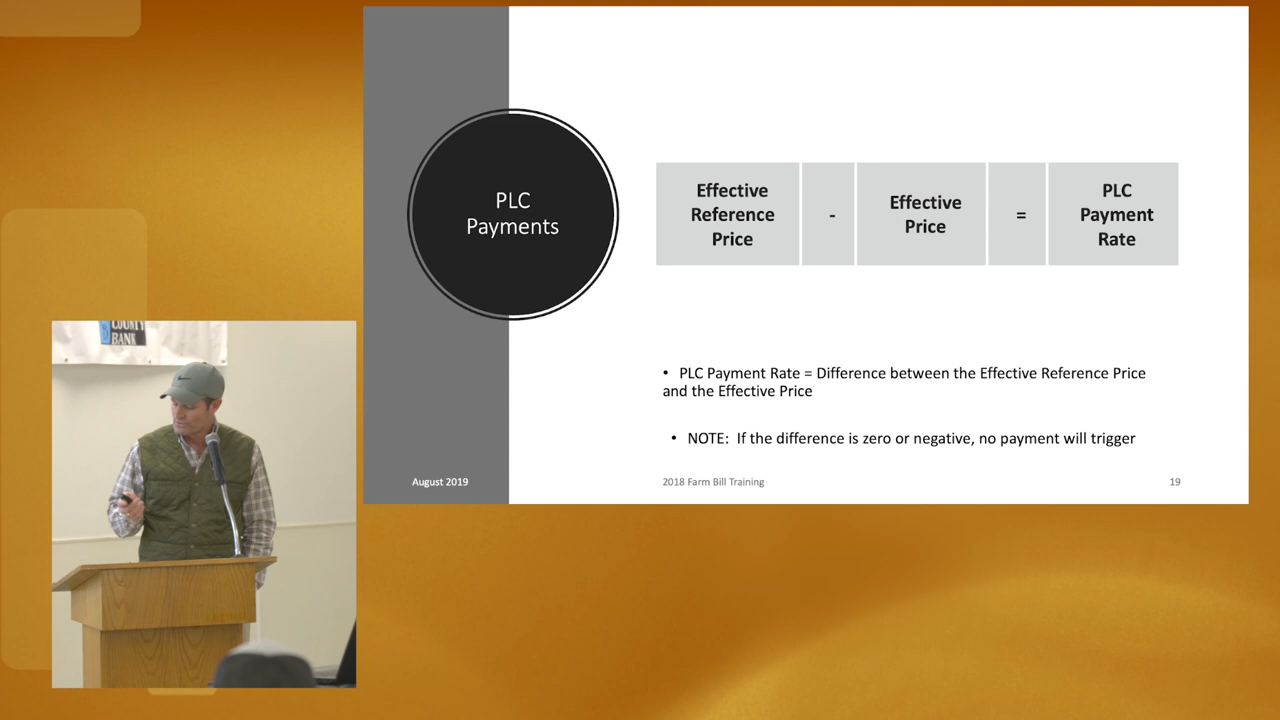 PLC
Payments
Effective
Reference
Price
-
Effective
Price
=
PLC
Payment
Rate
• PLC Payment Rate = Difference between the Effective Reference Price
and the Effective Price
• NOTE: If the difference is zero or negative, no payment will trigger
August 2019
2018 Farm Bill Training
19
COUNTY
BANK